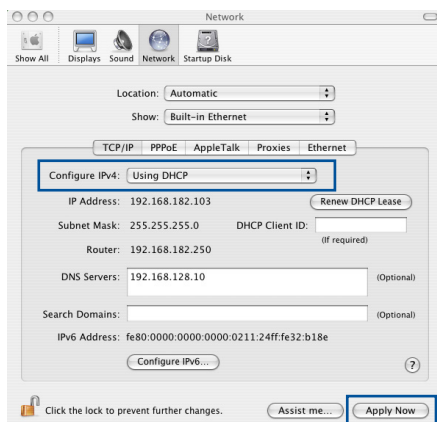 Network
Show All Displays Sound Network Startup Disk
Location: Automatic
Show: Built-in Ethernet
TCP/IP PPPoE AppleTalk Proxies Ethernet
Configure IPv4: Using DHCP
IP Address: 192.168.182.103 Renew DHCP Lease
Subnet Mask: 255.255.255.0 DHCP Client ID:
(If required)
Router: 192.168.182.250
DNS Servers: 192.168.128.10 (Optional)
Search Domains: (Optional)
IPv6 Address: fe80:0000:0000:0000:0211:24ff:fe32:b18e
Configure IPv6... ?
Click the lock to prevent further changes. Assist me... Apply Now